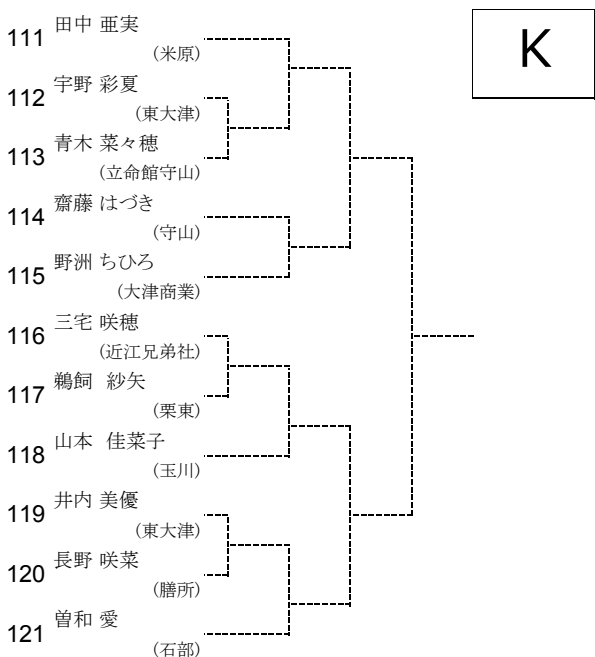 K
111 田中 亜実
(米原)
112 宇野 彩夏
(東大津)
113 青木 菜々穂
(立命館守山)
114 齋藤 はづき
(守山)
115 野洲 ちひろ
(大津商業)
116 三宅 咲穂
(近江兄弟社)
117 鵜飼 紗矢
(栗東)
118 山本 佳菜子
(玉川)
119 井内 美優
(東大津)
120 長野 咲菜
(膳所)
121 曽和 愛
(石部)